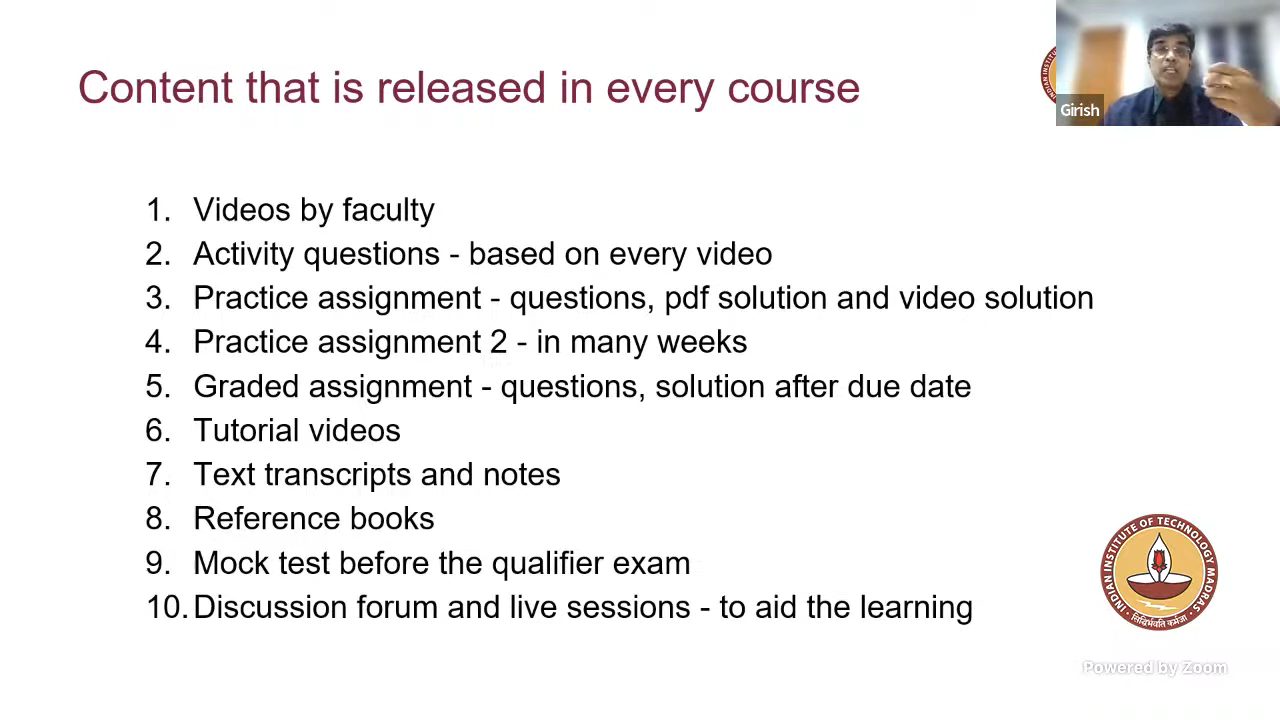 Content that is released in every course
Girish
1. Videos by faculty
2. Activity questions - based on every video
3. Practice assignment - questions, pdf solution and video solution
4. Practice assignment 2 - in many weeks
5. Graded assignment - questions, solution after due date
6. Tutorial videos
7. Text transcripts and notes
8. Reference books
9. Mock test before the qualifier exam
10. Discussion forum and live sessions - to aid the learning
INDIAN INSTITUTE OF TECHNOLOGY MADRAS
सिद्धिर्भवति कर्मजा
Powered by Zoom